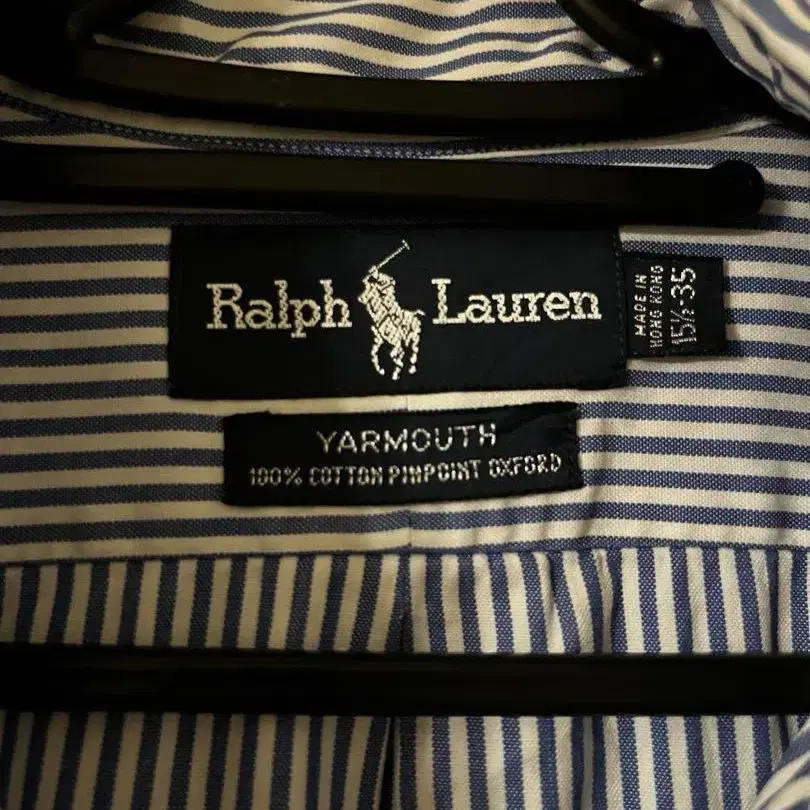 Ralph Lauren
MADE IN
HONG KONG
15½-35
YARMOUTH
100% COTTON PINPOINT OXFORD